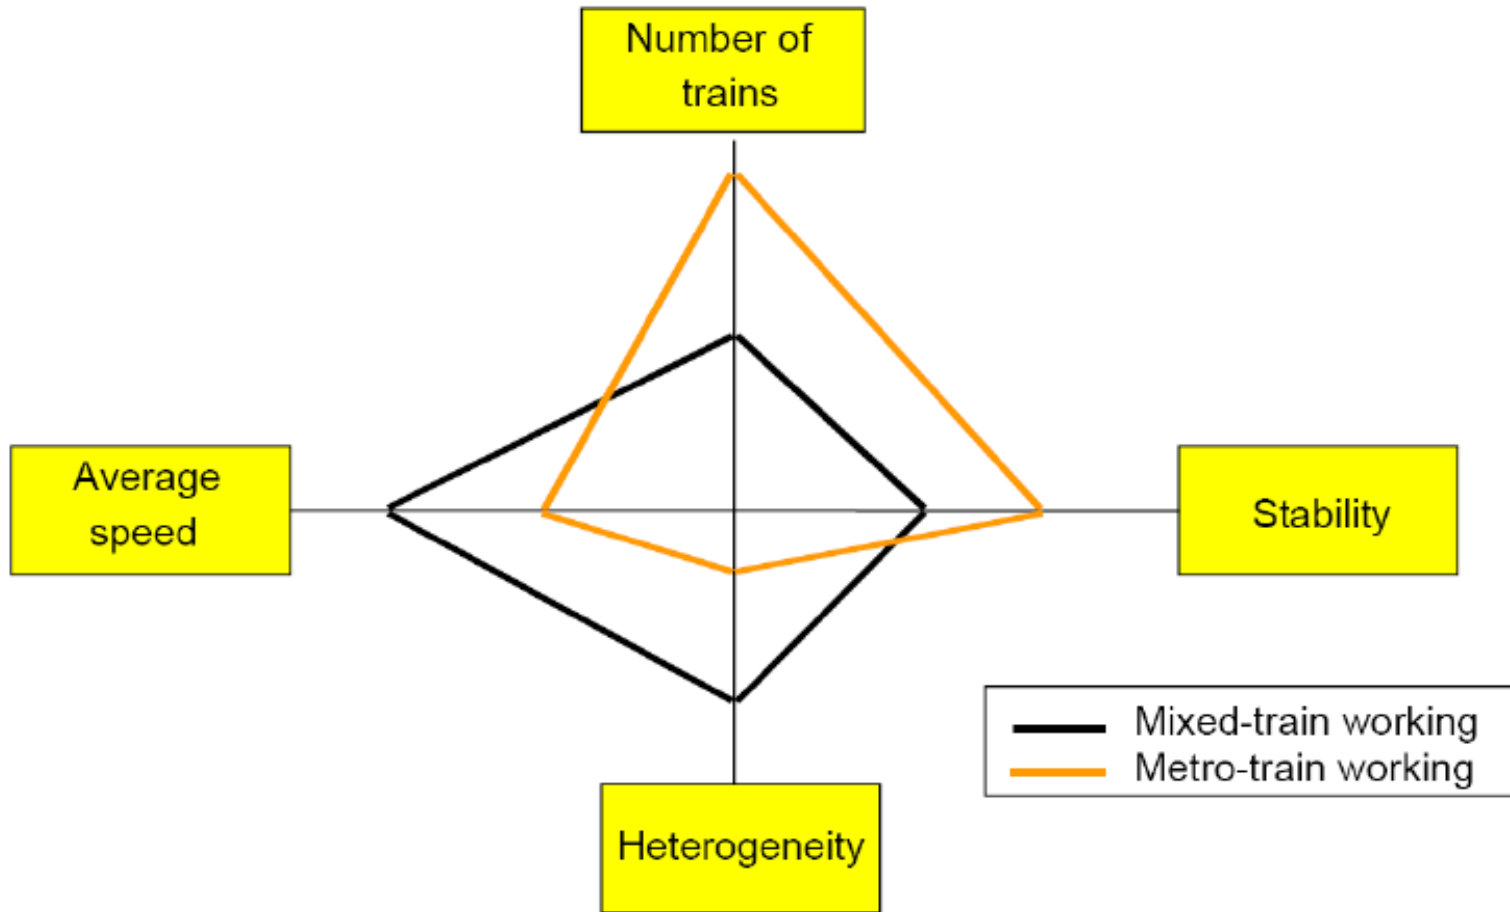 Number of
trains
Average
speed
Stability
Mixed-train working
Metro-train working
Heterogeneity